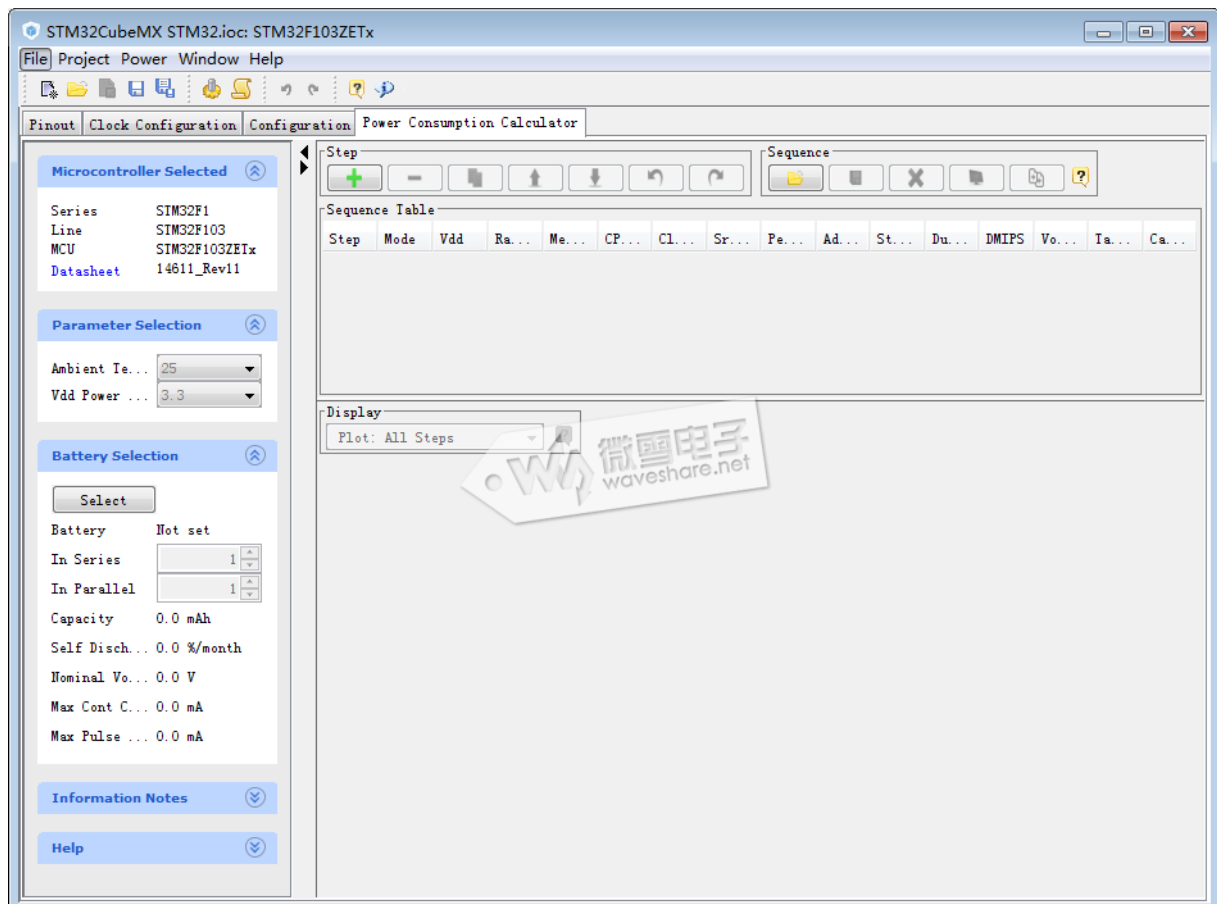 STM32CubeMX STM32.ioc: STM32F103ZETx
File Project Power Window Help
Pinout Clock Configuration Configuration Power Consumption Calculator
Microcontroller Selected
Series STM32F1
Line STM32F103
MCU STM32F103ZETx
Datasheet 14611_Rev11
Parameter Selection
Ambient Te... 25
Vdd Power ... 3.3
Battery Selection
Select
Battery Not set
In Series 1
In Parallel 1
Capacity 0.0 mAh
Self Disch... 0.0 %/month
Nominal Vo... 0.0 V
Max Cont C... 0.0 mA
Max Pulse ... 0.0 mA
Information Notes
Help
Step
Sequence
Sequence Table
Step Mode Vdd Ra... Me... CP... Cl... Sr... Pe... Ad... St... Du... DMIPS Vo... Ta... Ca...
Display
Plot: All Steps
微雪电子
waveshare.net